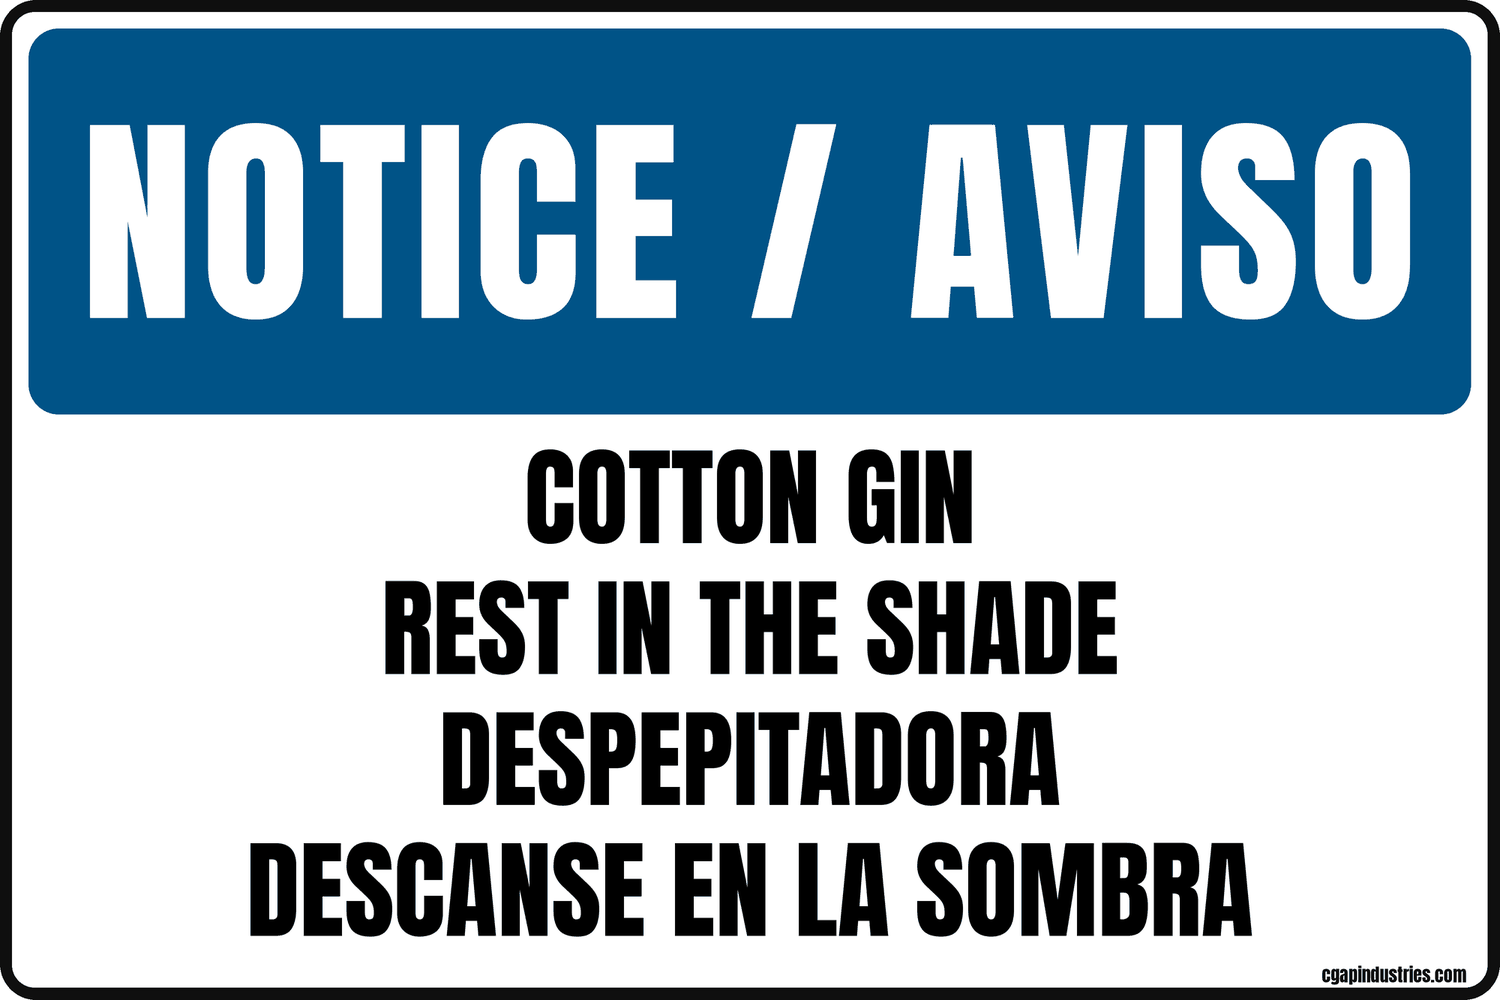 NOTICE / AVISO
COTTON GIN
REST IN THE SHADE
DESPEPITADORA
DESCANSE EN LA SOMBRA
cgapindustries.com